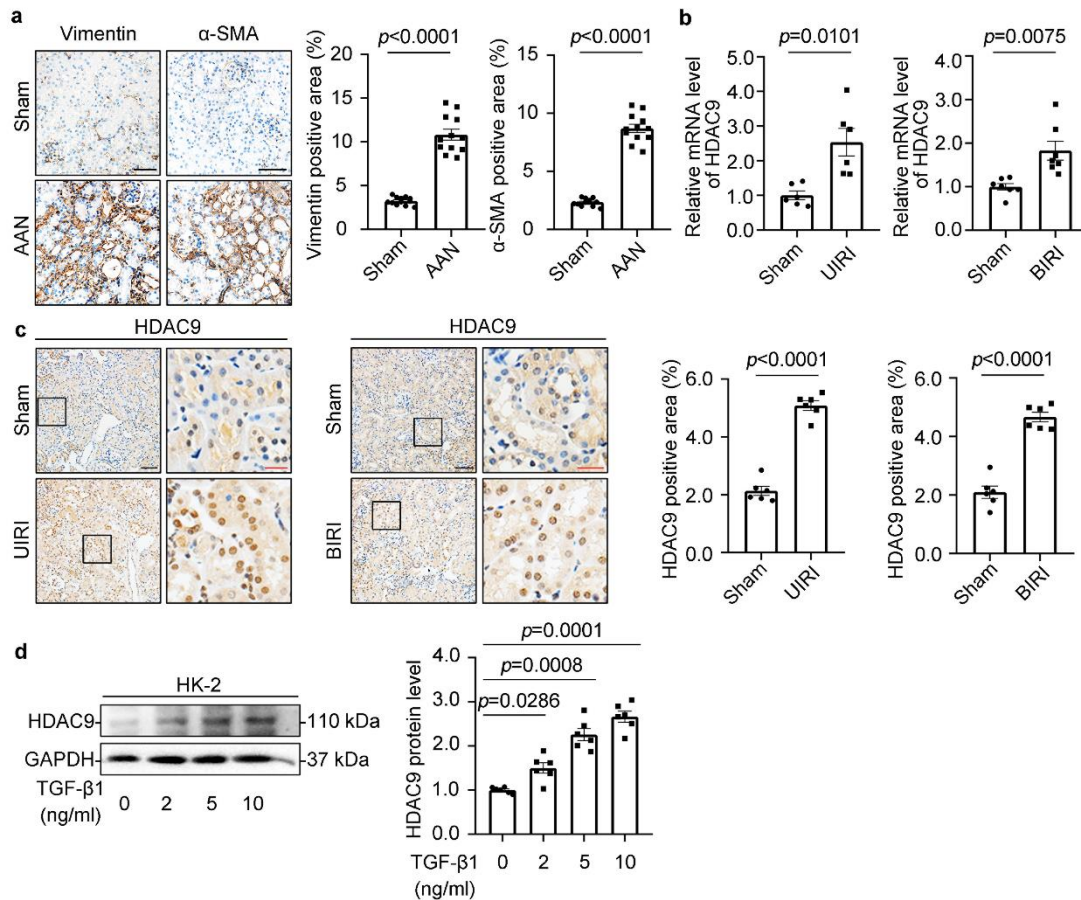 a
Vimentin α-SMA
Sham
AAN
Vimentin positive area (%)
20
15
10
5
0
p<0.0001
Sham AAN
α-SMA positive area (%)
15
10
5
0
p<0.0001
Sham AAN
b
Relative mRNA level
of HDAC9
5.0
4.0
3.0
2.0
1.0
0.0
p=0.0101
Sham UIRI
Relative mRNA level
of HDAC9
4.0
3.0
2.0
1.0
0.0
p=0.0075
Sham BIRI
c
HDAC9
Sham
UIRI
HDAC9
Sham
BIRI
HDAC9 positive area (%)
6.0
4.0
2.0
0.0
p<0.0001
Sham UIRI
HDAC9 positive area (%)
6.0
4.0
2.0
0.0
p<0.0001
Sham BIRI
d
HK-2
HDAC9 110 kDa
GAPDH 37 kDa
TGF-β1
(ng/ml)
0 2 5 10
HDAC9 protein level
4.0
3.0
2.0
1.0
0.0
p=0.0001
p=0.0008
p=0.0286
TGF-β1
(ng/ml)
0 2 5 10